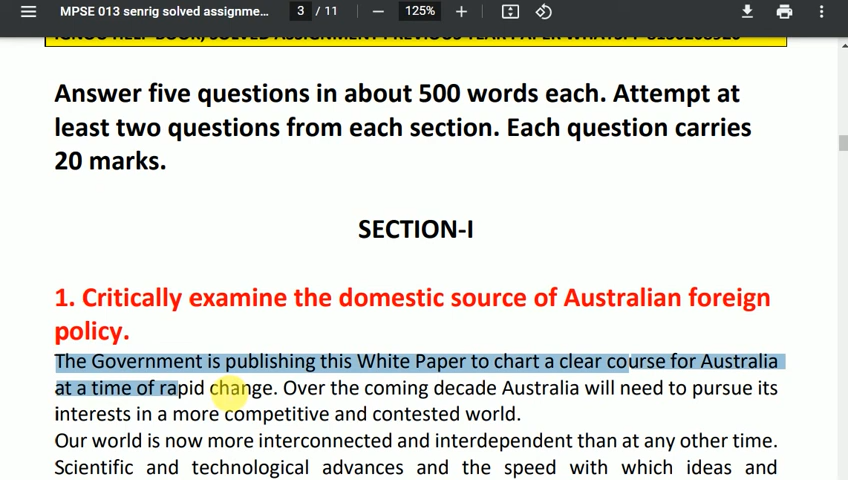 MPSE 013 senrig solved assignme...
3 / 11
125%
Answer five questions in about 500 words each. Attempt at
least two questions from each section. Each question carries
20 marks.
SECTION-I
1. Critically examine the domestic source of Australian foreign
policy.
The Government is publishing this White Paper to chart a clear course for Australia
at a time of rapid change. Over the coming decade Australia will need to pursue its
interests in a more competitive and contested world.
Our world is now more interconnected and interdependent than at any other time.
Scientific and technological advances and the speed with which ideas and